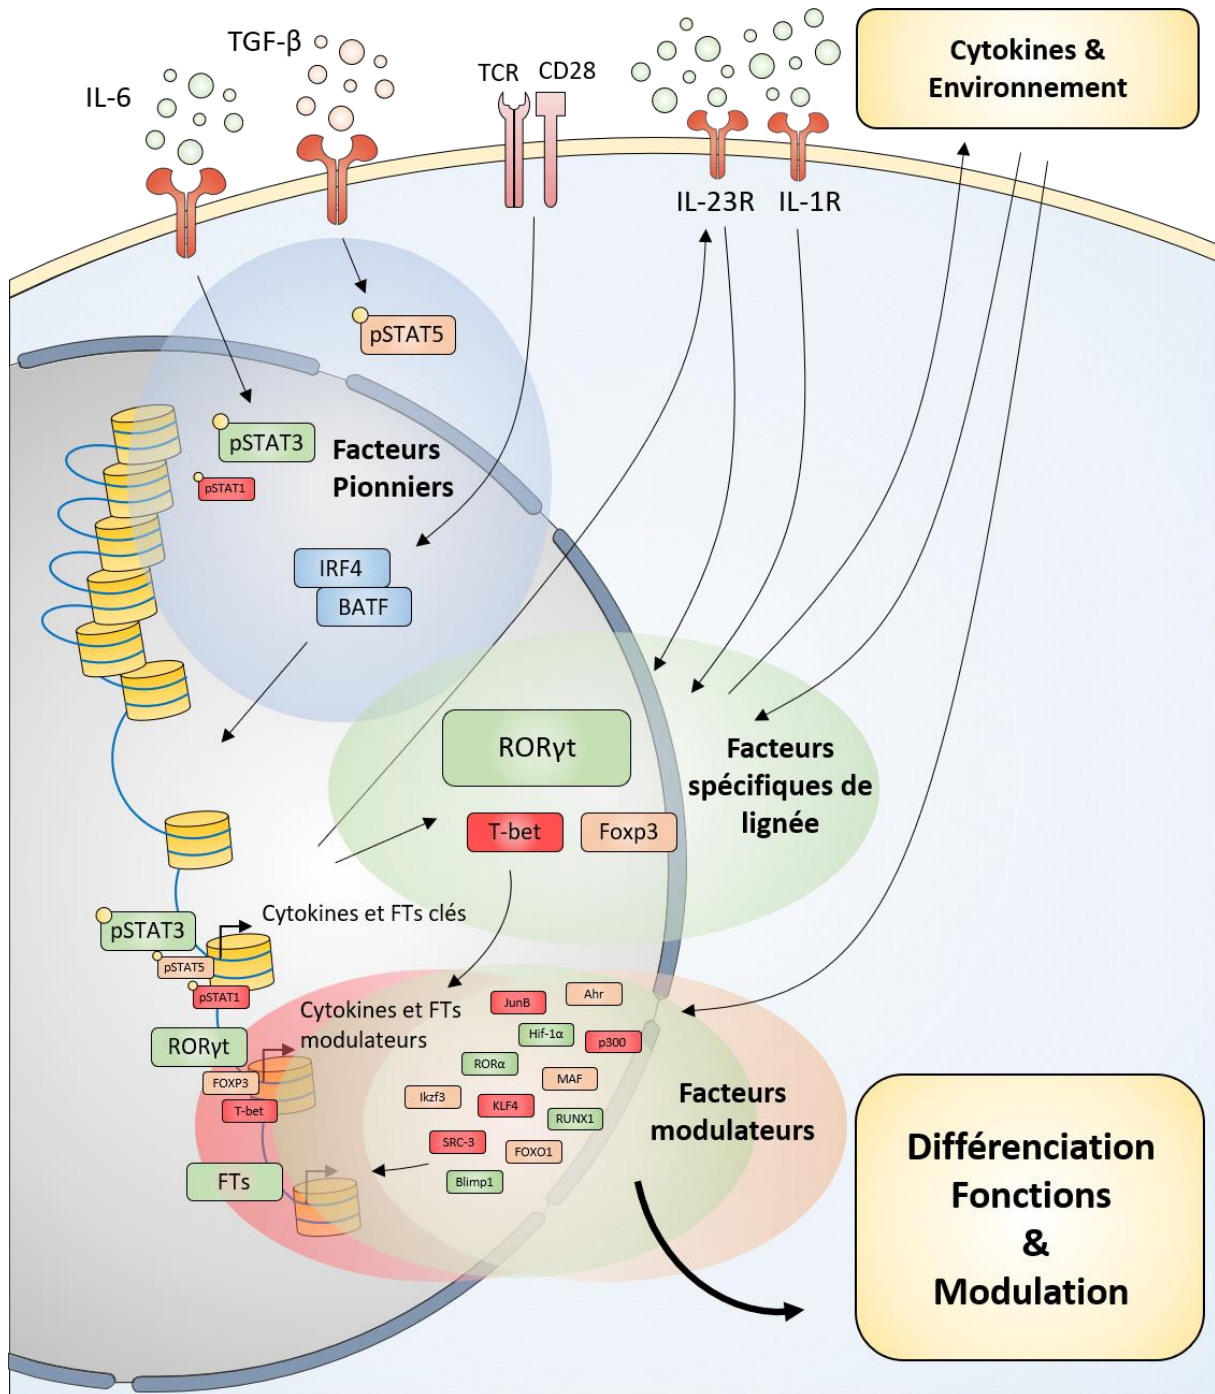 TGF-β
IL-6
TCR
CD28
Cytokines &
Environnement
IL-23R
IL-1R
pSTAT5
pSTAT3
pSTAT1
Facteurs
Pionniers
IRF4
BATF
RORγt
T-bet
Foxp3
Facteurs
spécifiques de
lignée
Cytokines et FTs clés
pSTAT3
pSTAT5
pSTAT1
Cytokines et FTs
modulateurs
RORγt
FOXP3
T-bet
FTs
JunB
Ahr
Hif-1α
p300
RORα
MAF
Ikzf3
KLF4
RUNX1
SRC-3
FOXO1
Blimp1
Facteurs
modulateurs
Différenciation
Fonctions
&
Modulation